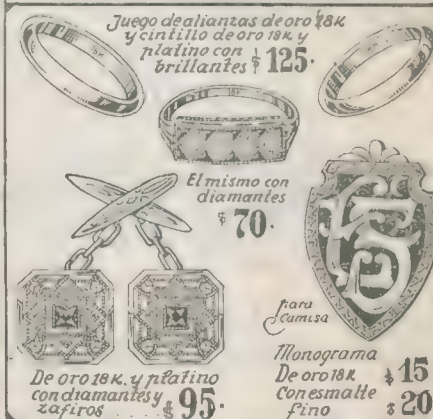 Juego de alianzas de oro 18K
y cintillo de oro 18K y
platino con
brillantes $ 125.
18K
18K
El mismo con
diamantes
$ 70.
para
camisa
De oro 18K. y platino
con diamantes y
zafiros $ 95.
Monograma
De oro 18K $ 15
Con esmalte
fino $ 20